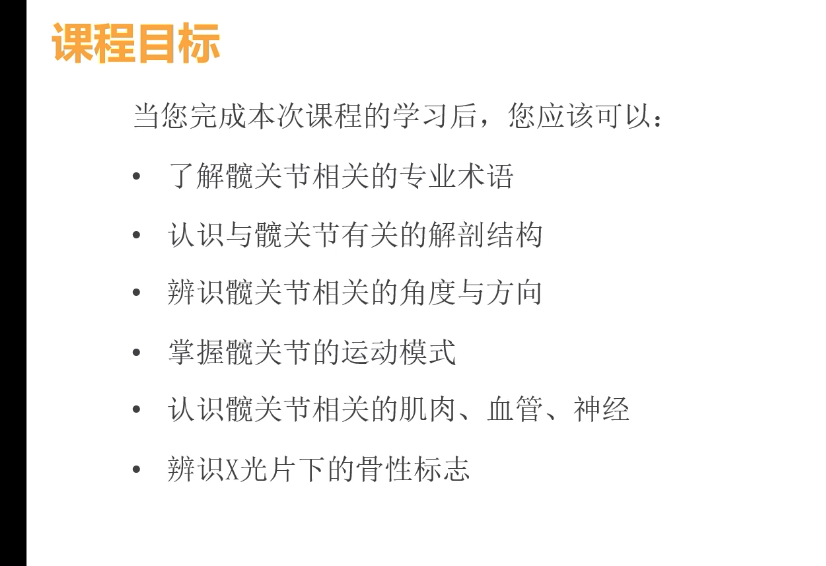 课程目标
当您完成本次课程的学习后，您应该可以：
• 了解髋关节相关的专业术语
• 认识与髋关节有关的解剖结构
• 辨识髋关节相关的角度与方向
• 掌握髋关节的运动模式
• 认识髋关节相关的肌肉、血管、神经
• 辨识X光片下的骨性标志